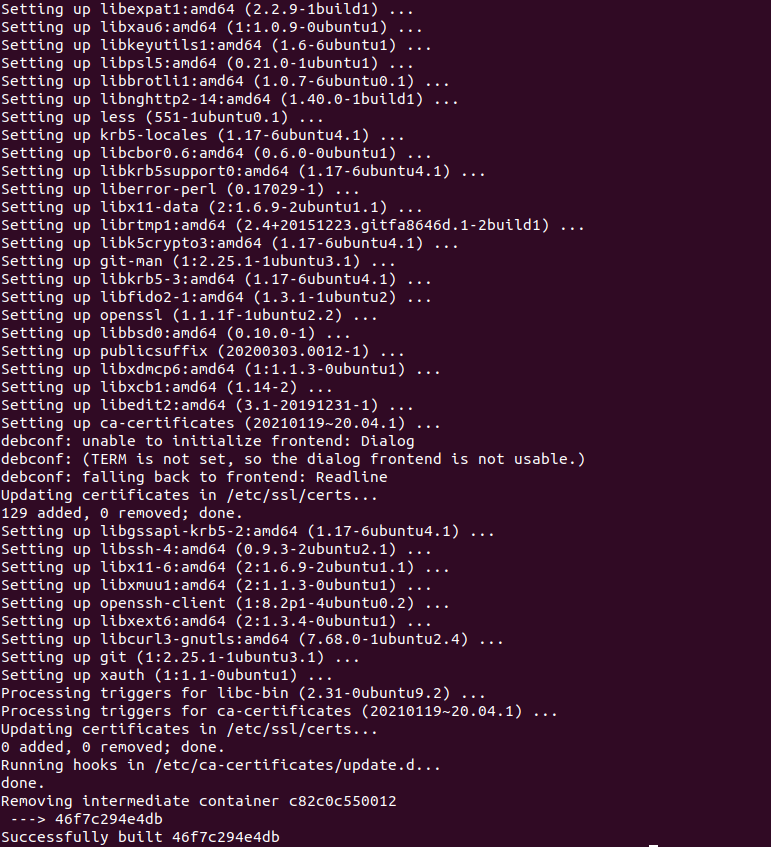 Setting up libexpat1:amd64 (2.2.9-1build1) ...
Setting up libxau6:amd64 (1:1.0.9-0ubuntu1) ...
Setting up libkeyutils1:amd64 (1.6-6ubuntu1) ...
Setting up libpsl5:amd64 (0.21.0-1ubuntu1) ...
Setting up libbrotli1:amd64 (1.0.7-6ubuntu0.1) ...
Setting up libnghttp2-14:amd64 (1.40.0-1build1) ...
Setting up less (551-1ubuntu0.1) ...
Setting up krb5-locales (1.17-6ubuntu4.1) ...
Setting up libcbor0.6:amd64 (0.6.0-0ubuntu1) ...
Setting up libkrb5support0:amd64 (1.17-6ubuntu4.1) ...
Setting up liberror-perl (0.17029-1) ...
Setting up libx11-data (2:1.6.9-2ubuntu1.1) ...
Setting up librtmp1:amd64 (2.4+20151223.gitfa8646d.1-2build1) ...
Setting up libk5crypto3:amd64 (1.17-6ubuntu4.1) ...
Setting up git-man (1:2.25.1-1ubuntu3.1) ...
Setting up libkrb5-3:amd64 (1.17-6ubuntu4.1) ...
Setting up libfido2-1:amd64 (1.3.1-1ubuntu2) ...
Setting up openssl (1.1.1f-1ubuntu2.2) ...
Setting up libbsd0:amd64 (0.10.0-1) ...
Setting up publicsuffix (20200303.0012-1) ...
Setting up libxdmcp6:amd64 (1:1.1.3-0ubuntu1) ...
Setting up libxcb1:amd64 (1.14-2) ...
Setting up libedit2:amd64 (3.1-20191231-1) ...
Setting up ca-certificates (20210119~20.04.1) ...
debconf: unable to initialize frontend: Dialog
debconf: (TERM is not set, so the dialog frontend is not usable.)
debconf: falling back to frontend: Readline
Updating certificates in /etc/ssl/certs...
129 added, 0 removed; done.
Setting up libgssapi-krb5-2:amd64 (1.17-6ubuntu4.1) ...
Setting up libssh-4:amd64 (0.9.3-2ubuntu2.1) ...
Setting up libx11-6:amd64 (2:1.6.9-2ubuntu1.1) ...
Setting up libxmuu1:amd64 (2:1.1.3-0ubuntu1) ...
Setting up openssh-client (1:8.2p1-4ubuntu0.2) ...
Setting up libxext6:amd64 (2:1.3.4-0ubuntu1) ...
Setting up libcurl3-gnutls:amd64 (7.68.0-1ubuntu2.4) ...
Setting up git (1:2.25.1-1ubuntu3.1) ...
Setting up xauth (1:1.1-0ubuntu1) ...
Processing triggers for libc-bin (2.31-0ubuntu9.2) ...
Processing triggers for ca-certificates (20210119~20.04.1) ...
Updating certificates in /etc/ssl/certs...
0 added, 0 removed; done.
Running hooks in /etc/ca-certificates/update.d...
done.
Removing intermediate container c82c0c550012
 ---> 46f7c294e4db
Successfully built 46f7c294e4db